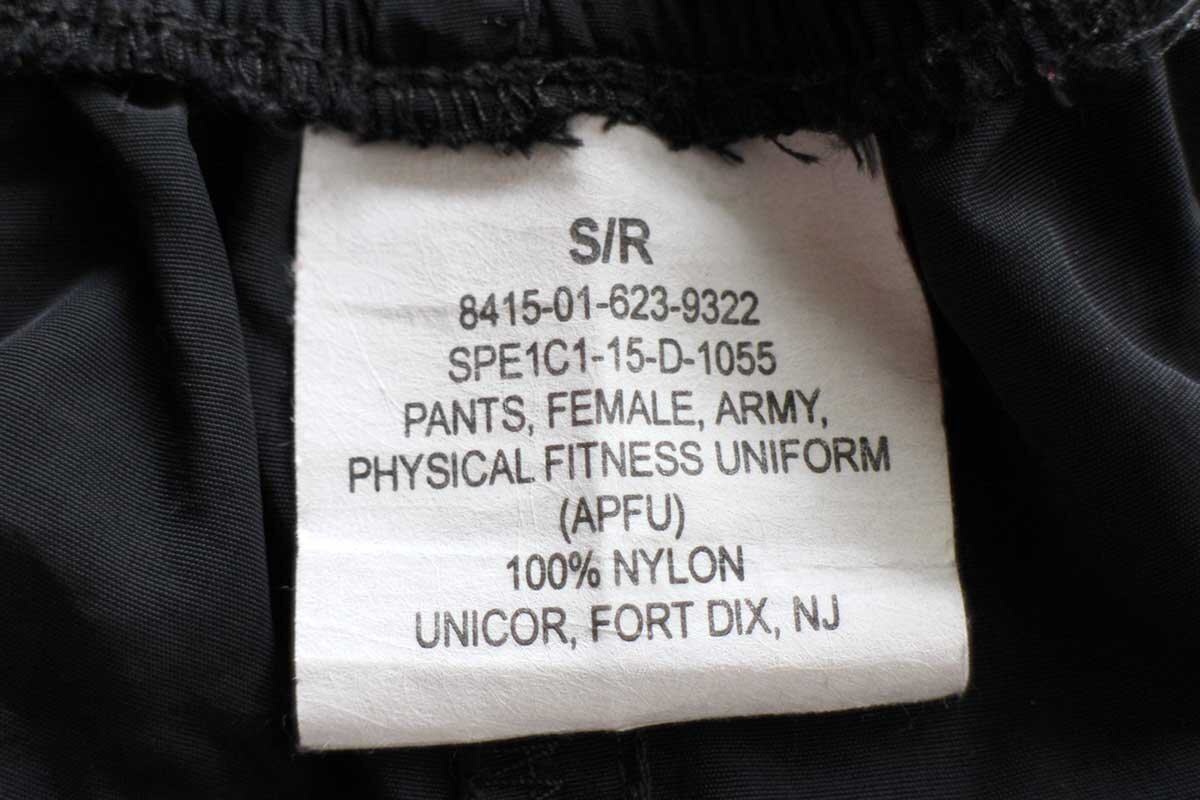 S/R
8415-01-623-9322
SPE1C1-15-D-1055
PANTS, FEMALE, ARMY,
PHYSICAL FITNESS UNIFORM
(APFU)
100% NYLON
UNICOR, FORT DIX, NJ